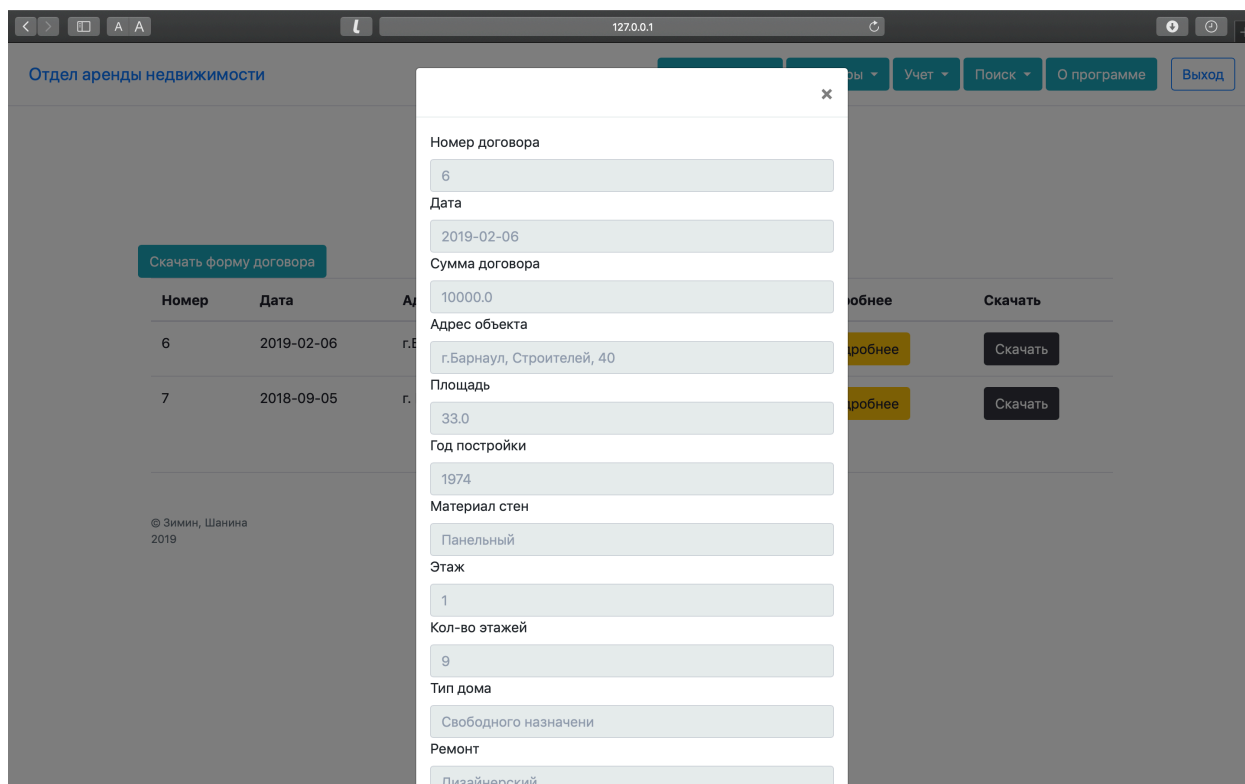 A A
127.0.0.1
Отдел аренды недвижимости
Учет
Поиск
О программе
Выход
Номер договора
6
Дата
2019-02-06
Сумма договора
10000.0
Адрес объекта
г.Барнаул, Строителей, 40
Площадь
33.0
Год постройки
1974
Материал стен
Панельный
Этаж
1
Кол-во этажей
9
Тип дома
Свободного назначени
Ремонт
Дизайнерский
Скачать форму договора
Номер Дата Скачать
6 2019-02-06 Скачать
7 2018-09-05 г. Скачать
© Зимин, Шанина
2019